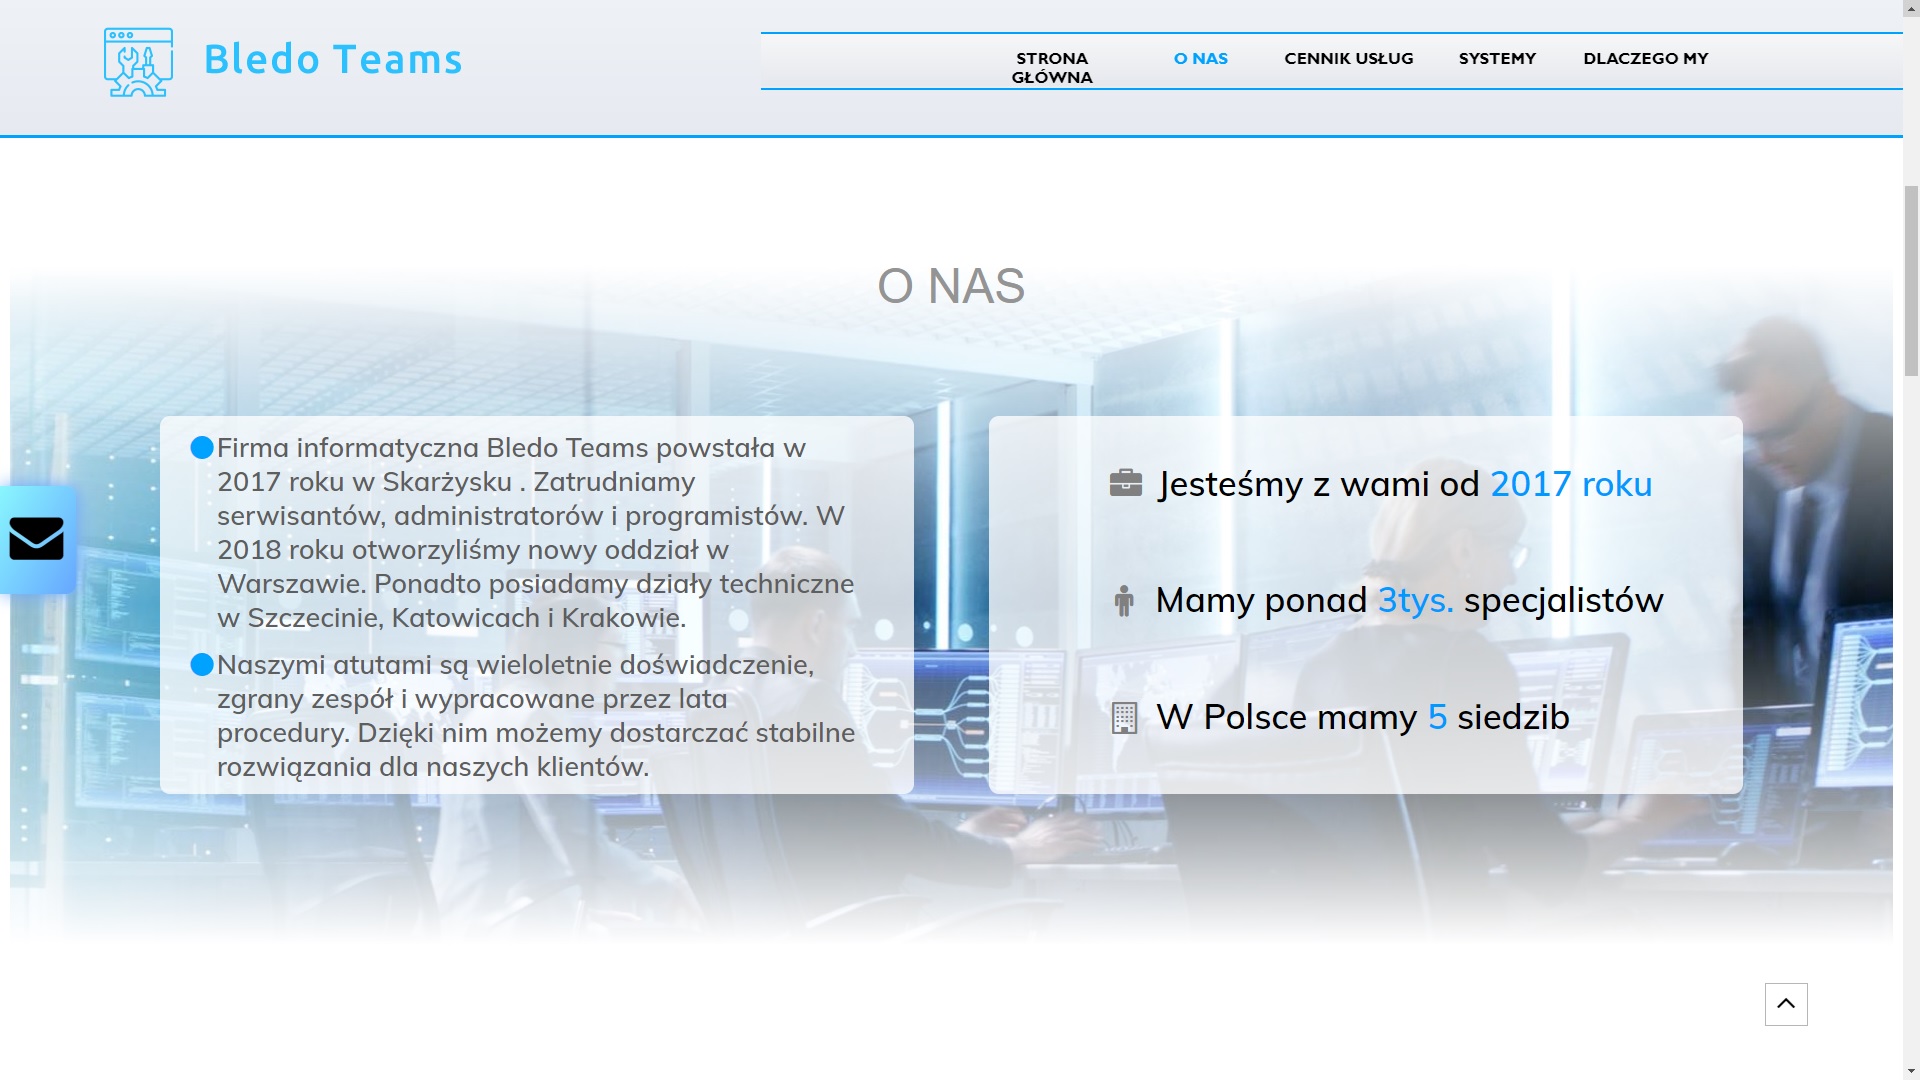 Bledo Teams
STRONA
GŁÓWNA
O NAS
CENNIK USŁUG
SYSTEMY
DLACZEGO MY
O NAS
Firma informatyczna Bledo Teams powstała w
2017 roku w Skarżysku . Zatrudniamy
serwisantów, administratorów i programistów. W
2018 roku otworzyliśmy nowy oddział w
Warszawie. Ponadto posiadamy działy techniczne
w Szczecinie, Katowicach i Krakowie.
Naszymi atutami są wieloletnie doświadczenie,
zgrany zespół i wypracowane przez lata
procedury. Dzięki nim możemy dostarczać stabilne
rozwiązania dla naszych klientów.
Jesteśmy z wami od 2017 roku
Mamy ponad 3tys. specjalistów
W Polsce mamy 5 siedzib